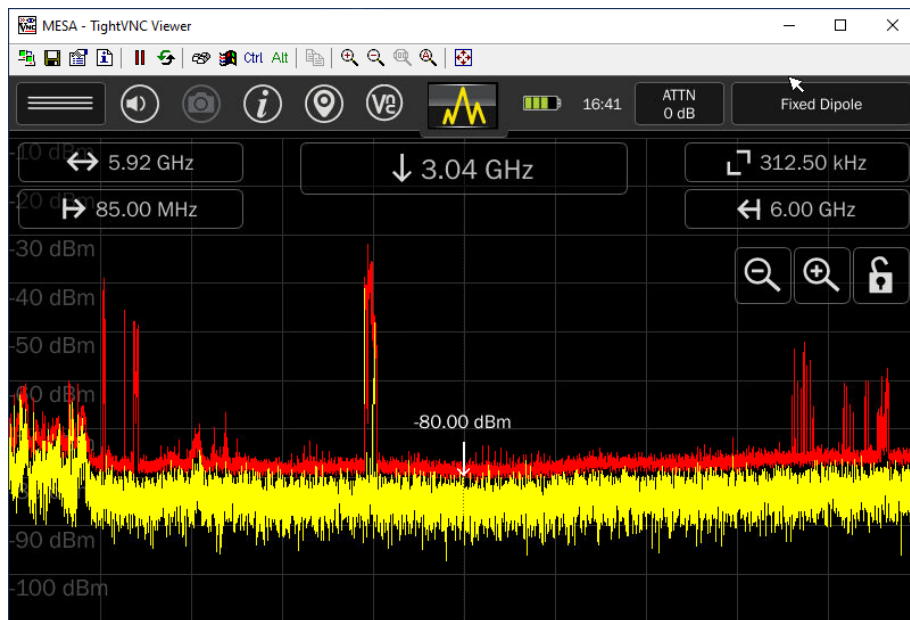 MESA - TightVNC Viewer
Ctrl Alt
16:41
ATTN
0 dB
Fixed Dipole
-10 dBm
5.92 GHz
3.04 GHz
312.50 kHz
-20 dBm
85.00 MHz
6.00 GHz
-30 dBm
-40 dBm
-50 dBm
-60 dBm
-80.00 dBm
-90 dBm
-100 dBm